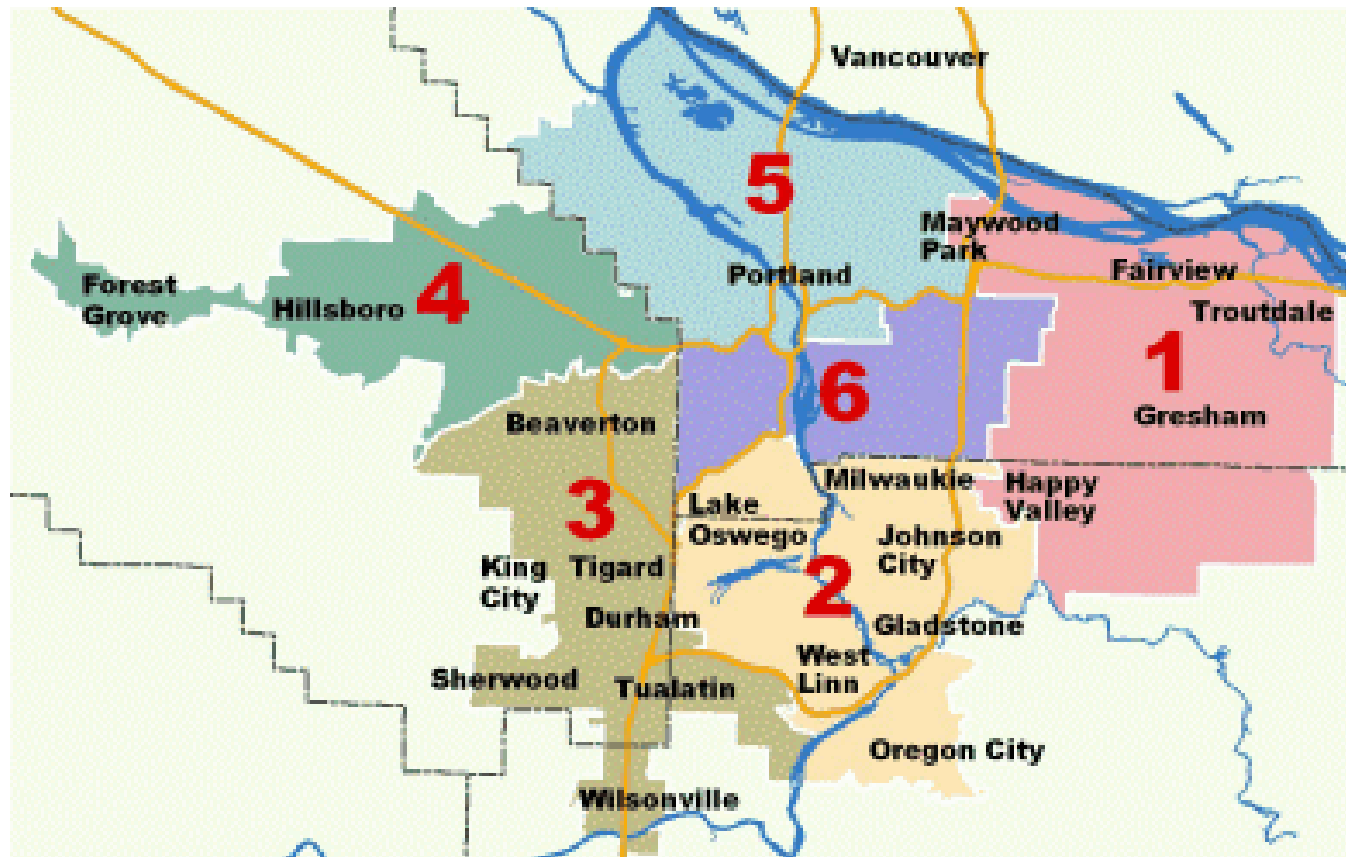 Vancouver
5
Maywood
Park
Portland
Fairview
Forest
Grove
Hillsboro
4
Troutdale
1
6
Gresham
Beaverton
Milwaukie
Happy
Valley
Lake
Oswego
3
Johnson
City
King
City
Tigard
2
Durham
Gladstone
West
Linn
Sherwood
Tualatin
Oregon City
Wilsonville